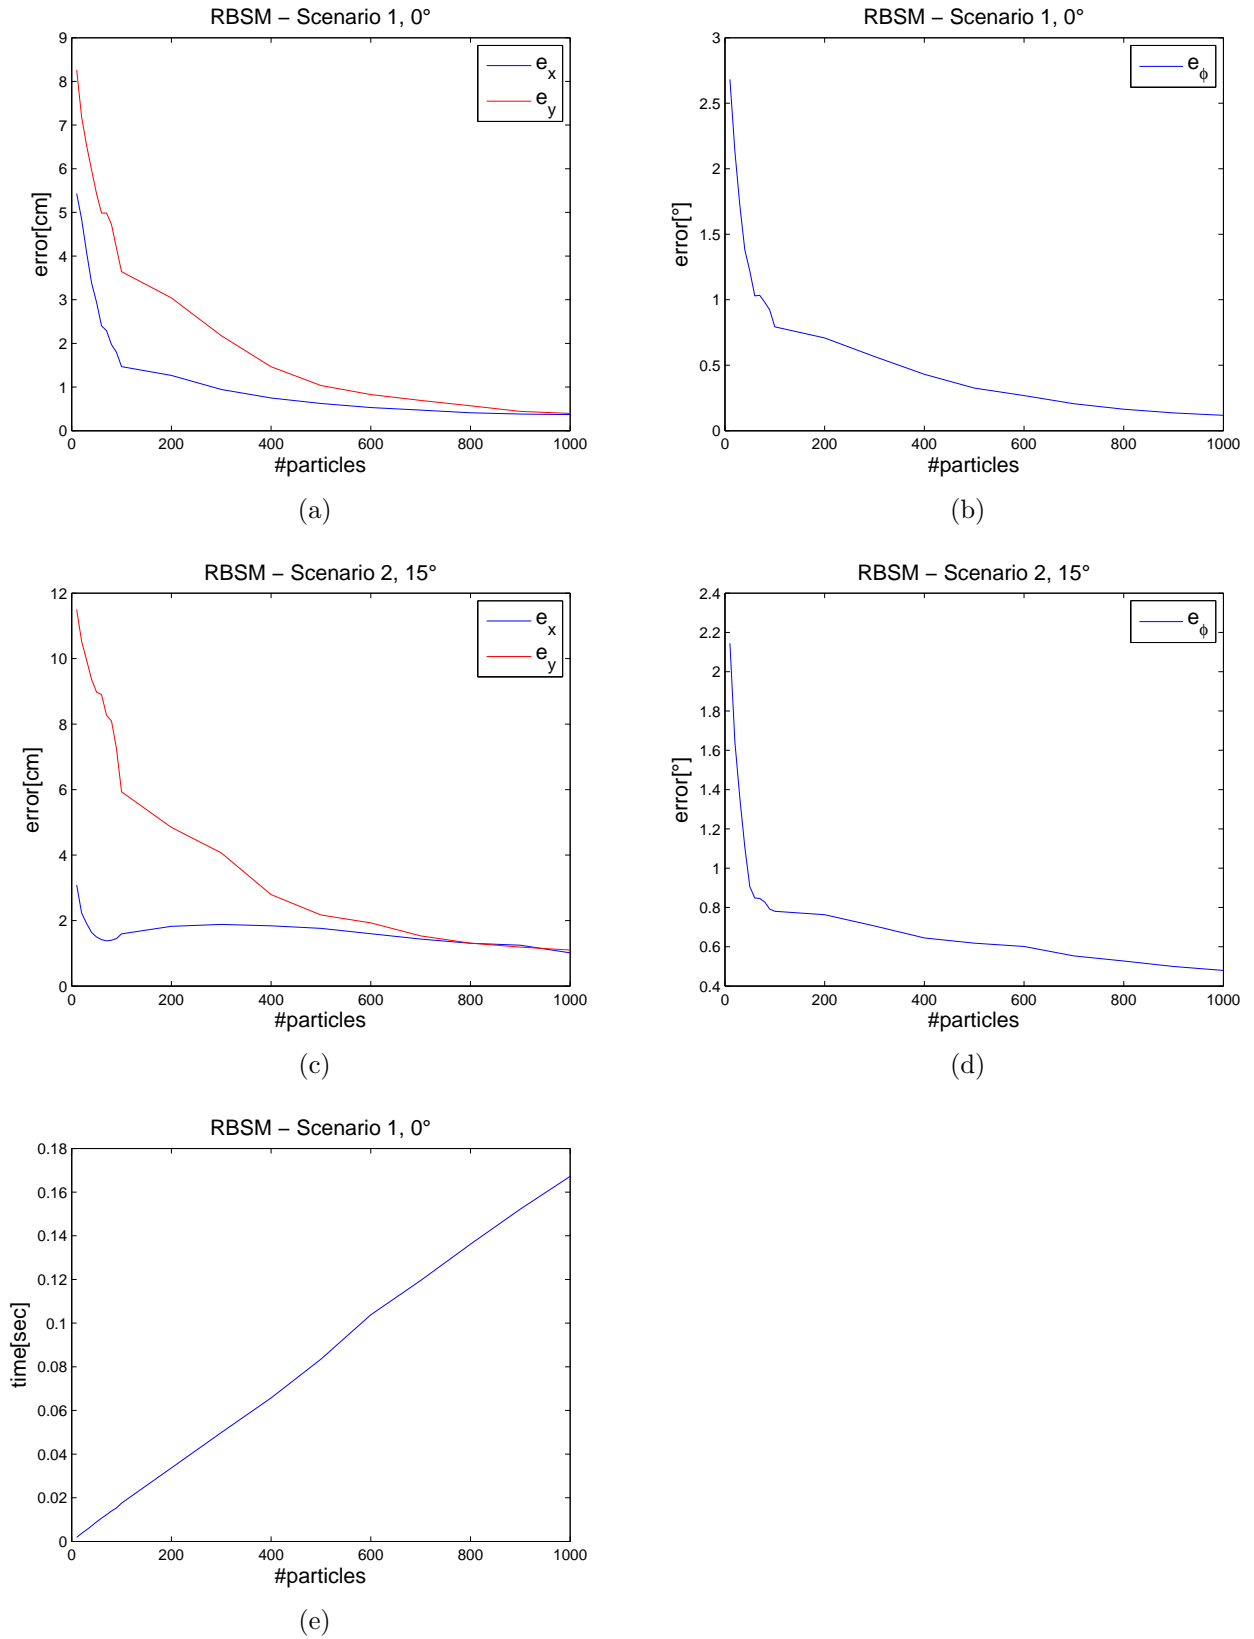 RBSM – Scenario 1, 0°
9
8
7
6
5
4
3
2
1
0
error[cm]
e_x
e_y
0 200 400 600 800 1000
#particles
(a)
RBSM – Scenario 1, 0°
3
2.5
2
1.5
1
0.5
0
error[°]
e_ϕ
0 200 400 600 800 1000
#particles
(b)
RBSM – Scenario 2, 15°
12
10
8
6
4
2
0
error[cm]
e_x
e_y
0 200 400 600 800 1000
#particles
(c)
RBSM – Scenario 2, 15°
2.4
2.2
2
1.8
1.6
1.4
1.2
1
0.8
0.6
0.4
error[°]
e_ϕ
0 200 400 600 800 1000
#particles
(d)
RBSM – Scenario 1, 0°
0.18
0.16
0.14
0.12
0.1
0.08
0.06
0.04
0.02
0
time[sec]
0 200 400 600 800 1000
#particles
(e)